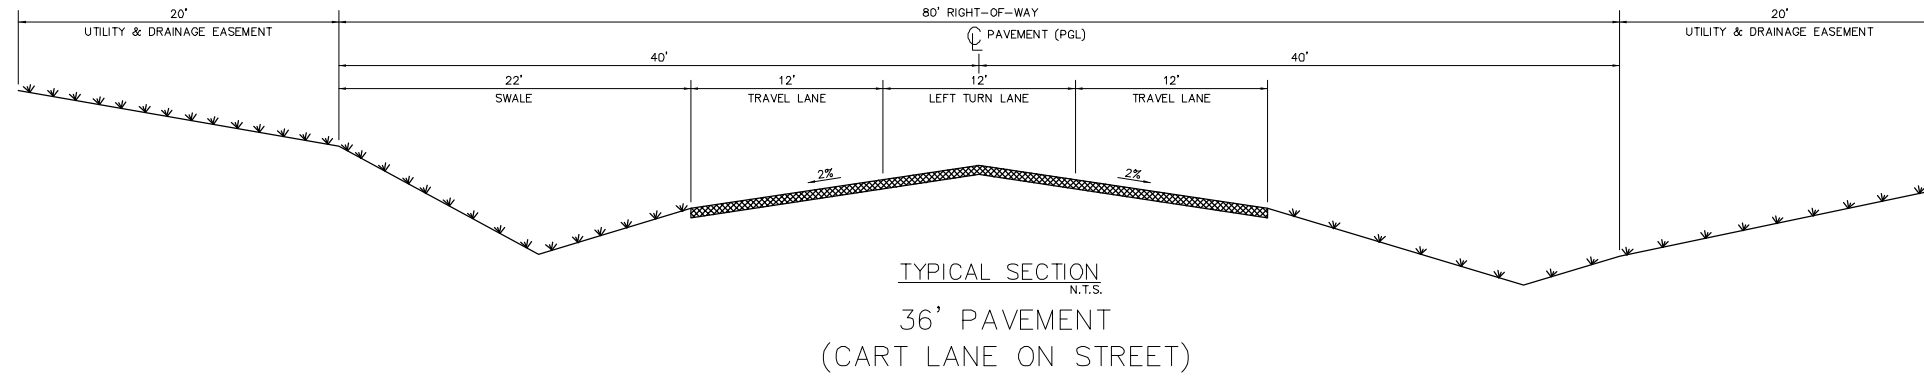 20' 80' RIGHT-OF-WAY 20'
UTILITY & DRAINAGE EASEMENT UTILITY & DRAINAGE EASEMENT
℄ PAVEMENT (PGL)
40' 40'
22' 12' 12' 12'
SWALE TRAVEL LANE LEFT TURN LANE TRAVEL LANE
2% 2%
TYPICAL SECTION
N.T.S.
36' PAVEMENT
(CART LANE ON STREET)